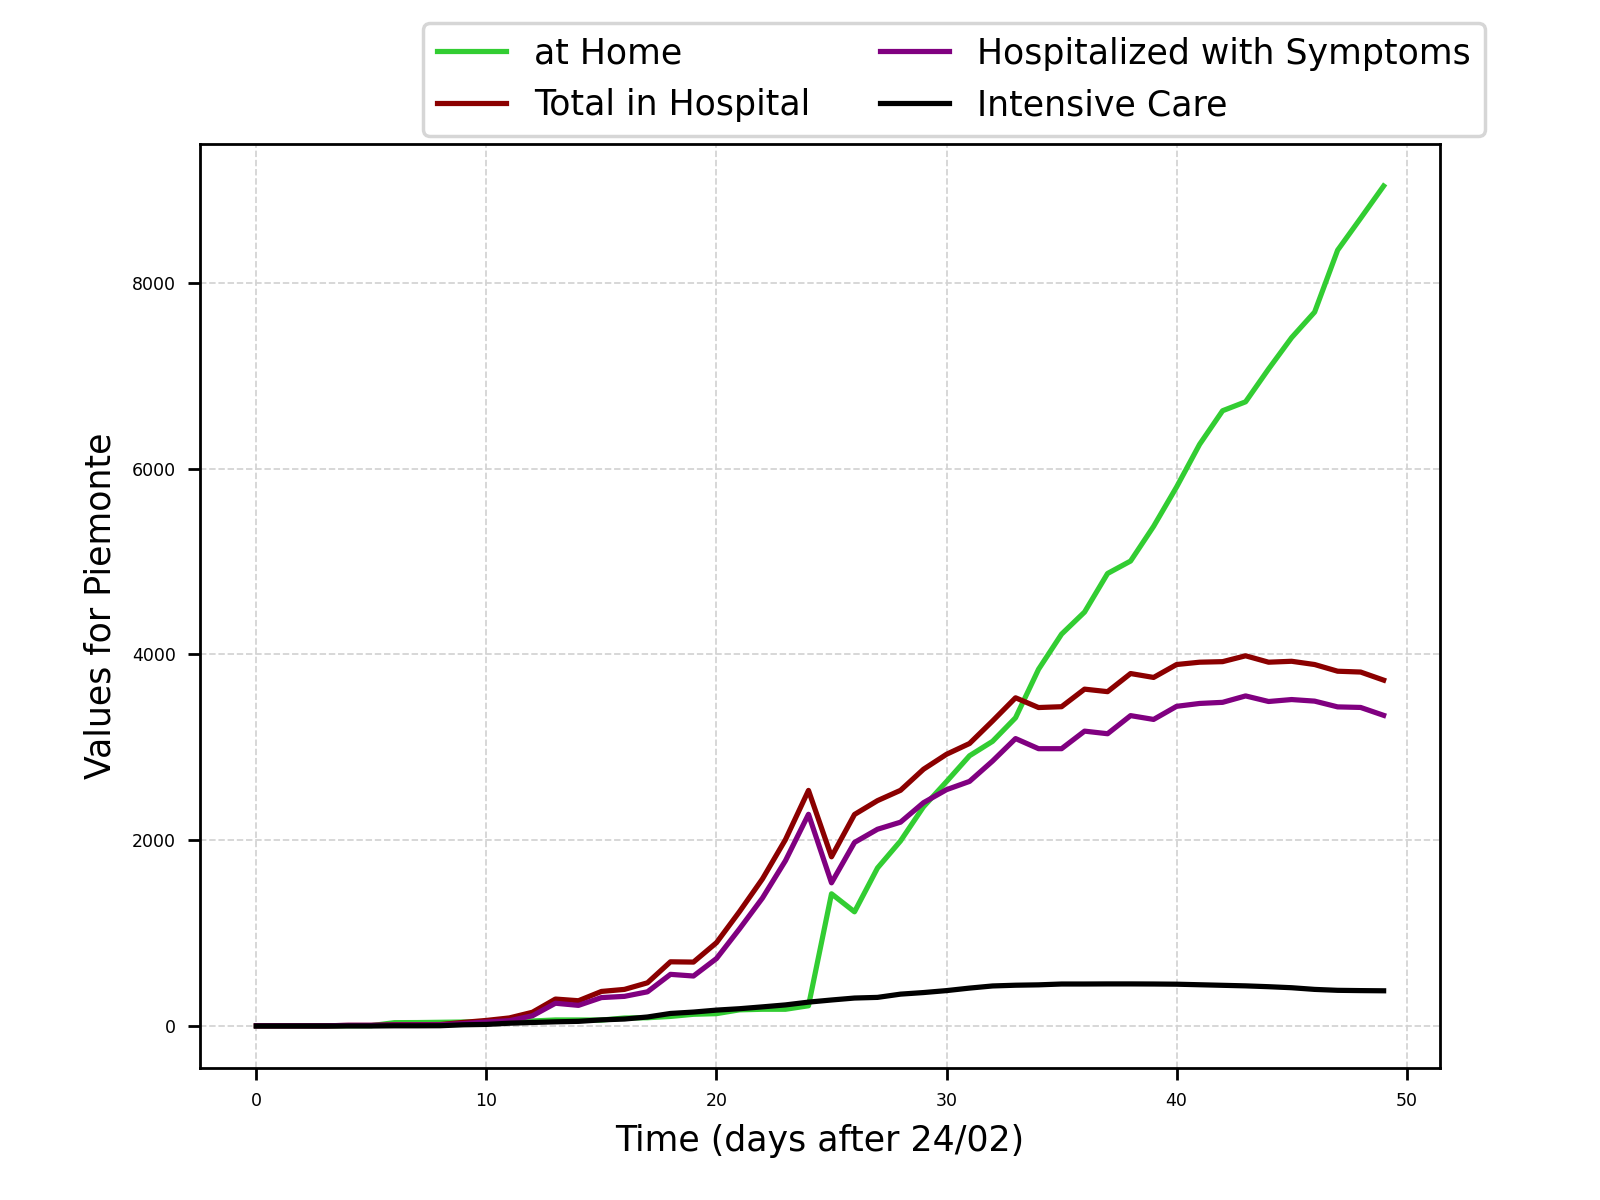 at Home
Total in Hospital
Hospitalized with Symptoms
Intensive Care
Values for Piemonte
8000
6000
4000
2000
0
0 10 20 30 40 50
Time (days after 24/02)